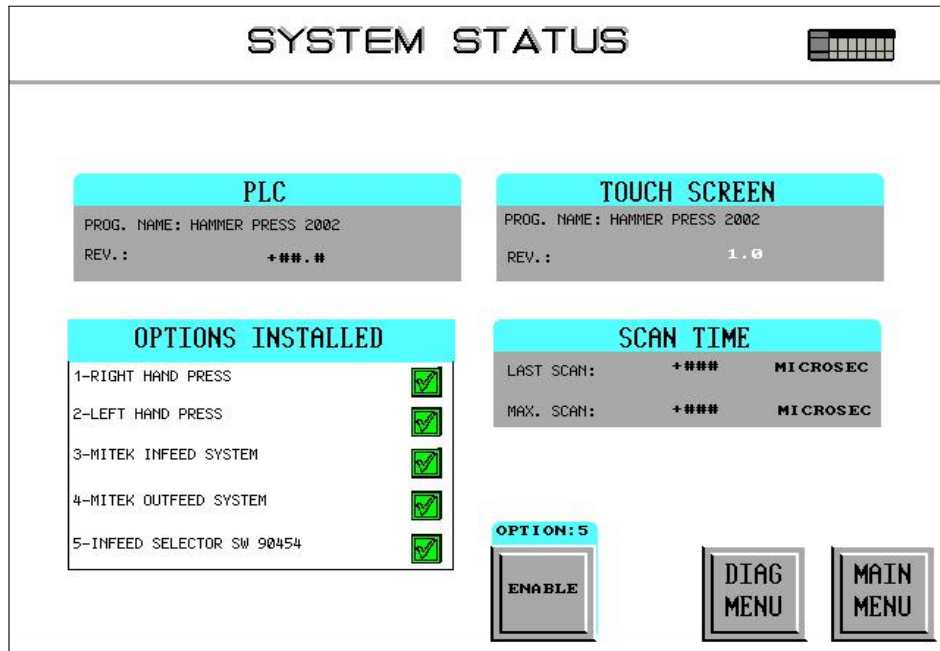 SYSTEM STATUS
PLC
PROG. NAME: HAMMER PRESS 2002
REV.: +##.#
TOUCH SCREEN
PROG. NAME: HAMMER PRESS 2002
REV.: 1.0
OPTIONS INSTALLED
1-RIGHT HAND PRESS
2-LEFT HAND PRESS
3-MITEK INFEED SYSTEM
4-MITEK OUTFEED SYSTEM
5-INFEED SELECTOR SW 90454
SCAN TIME
LAST SCAN: +### MICROSEC
MAX. SCAN: +### MICROSEC
OPTION:5
ENABLE
DIAG
MENU
MAIN
MENU